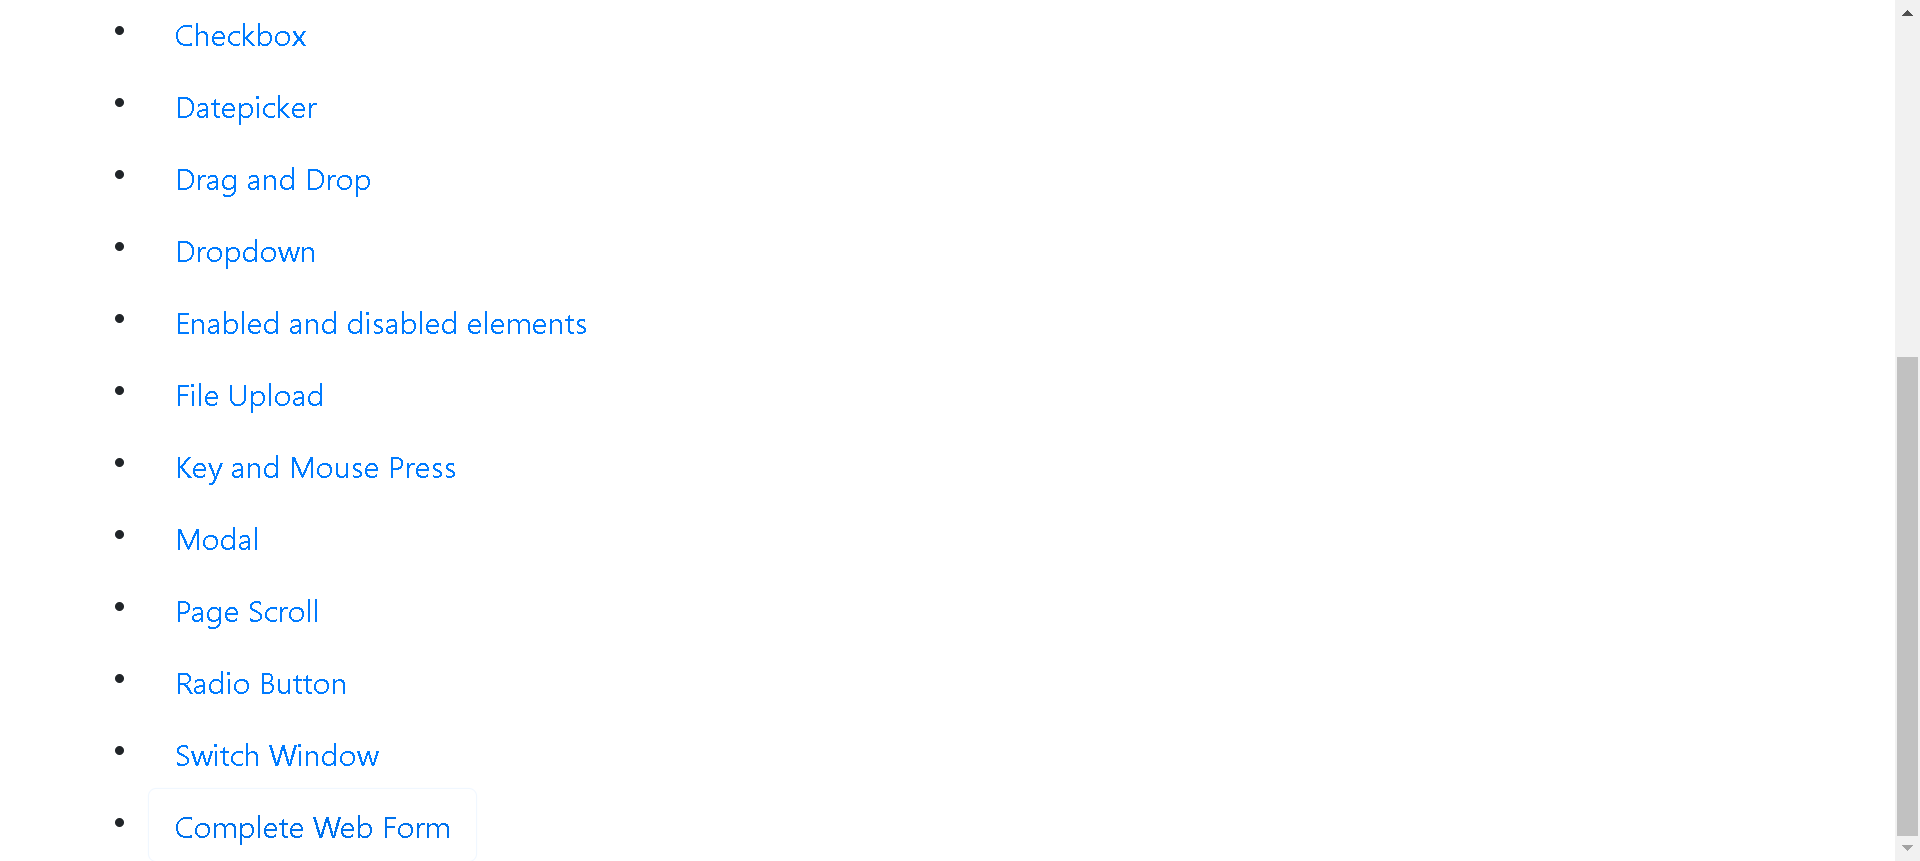 Checkbox
Datepicker
Drag and Drop
Dropdown
Enabled and disabled elements
File Upload
Key and Mouse Press
Modal
Page Scroll
Radio Button
Switch Window
Complete Web Form